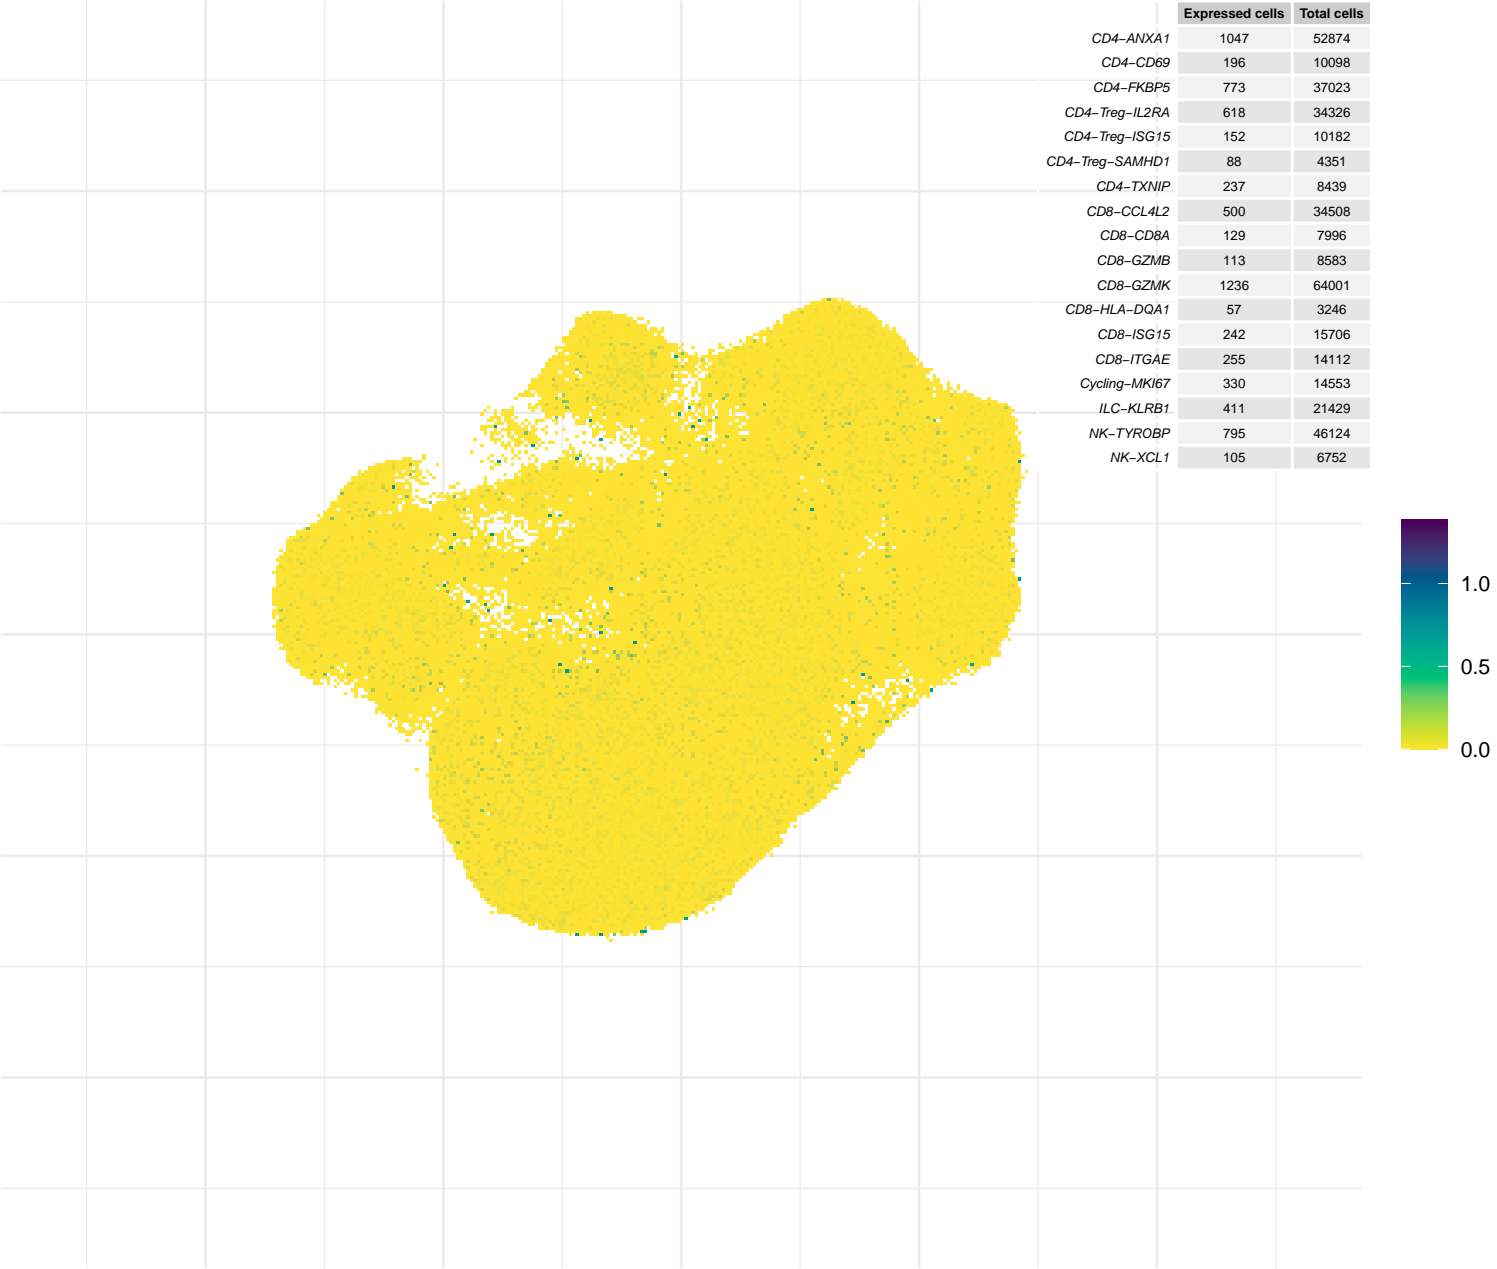 Expressed cells Total cells
CD4−ANXA1 1047 52874
CD4−CD69 196 10098
CD4−FKBP5 773 37023
CD4−Treg−IL2RA 618 34326
CD4−Treg−ISG15 152 10182
CD4−Treg−SAMHD1 88 4351
CD4−TXNIP 237 8439
CD8−CCL4L2 500 34508
CD8−CD8A 129 7996
CD8−GZMB 113 8583
CD8−GZMK 1236 64001
CD8−HLA−DQA1 57 3246
CD8−ISG15 242 15706
CD8−ITGAE 255 14112
Cycling−MKI67 330 14553
ILC−KLRB1 411 21429
NK−TYROBP 795 46124
NK−XCL1 105 6752
1.0
0.5
0.0